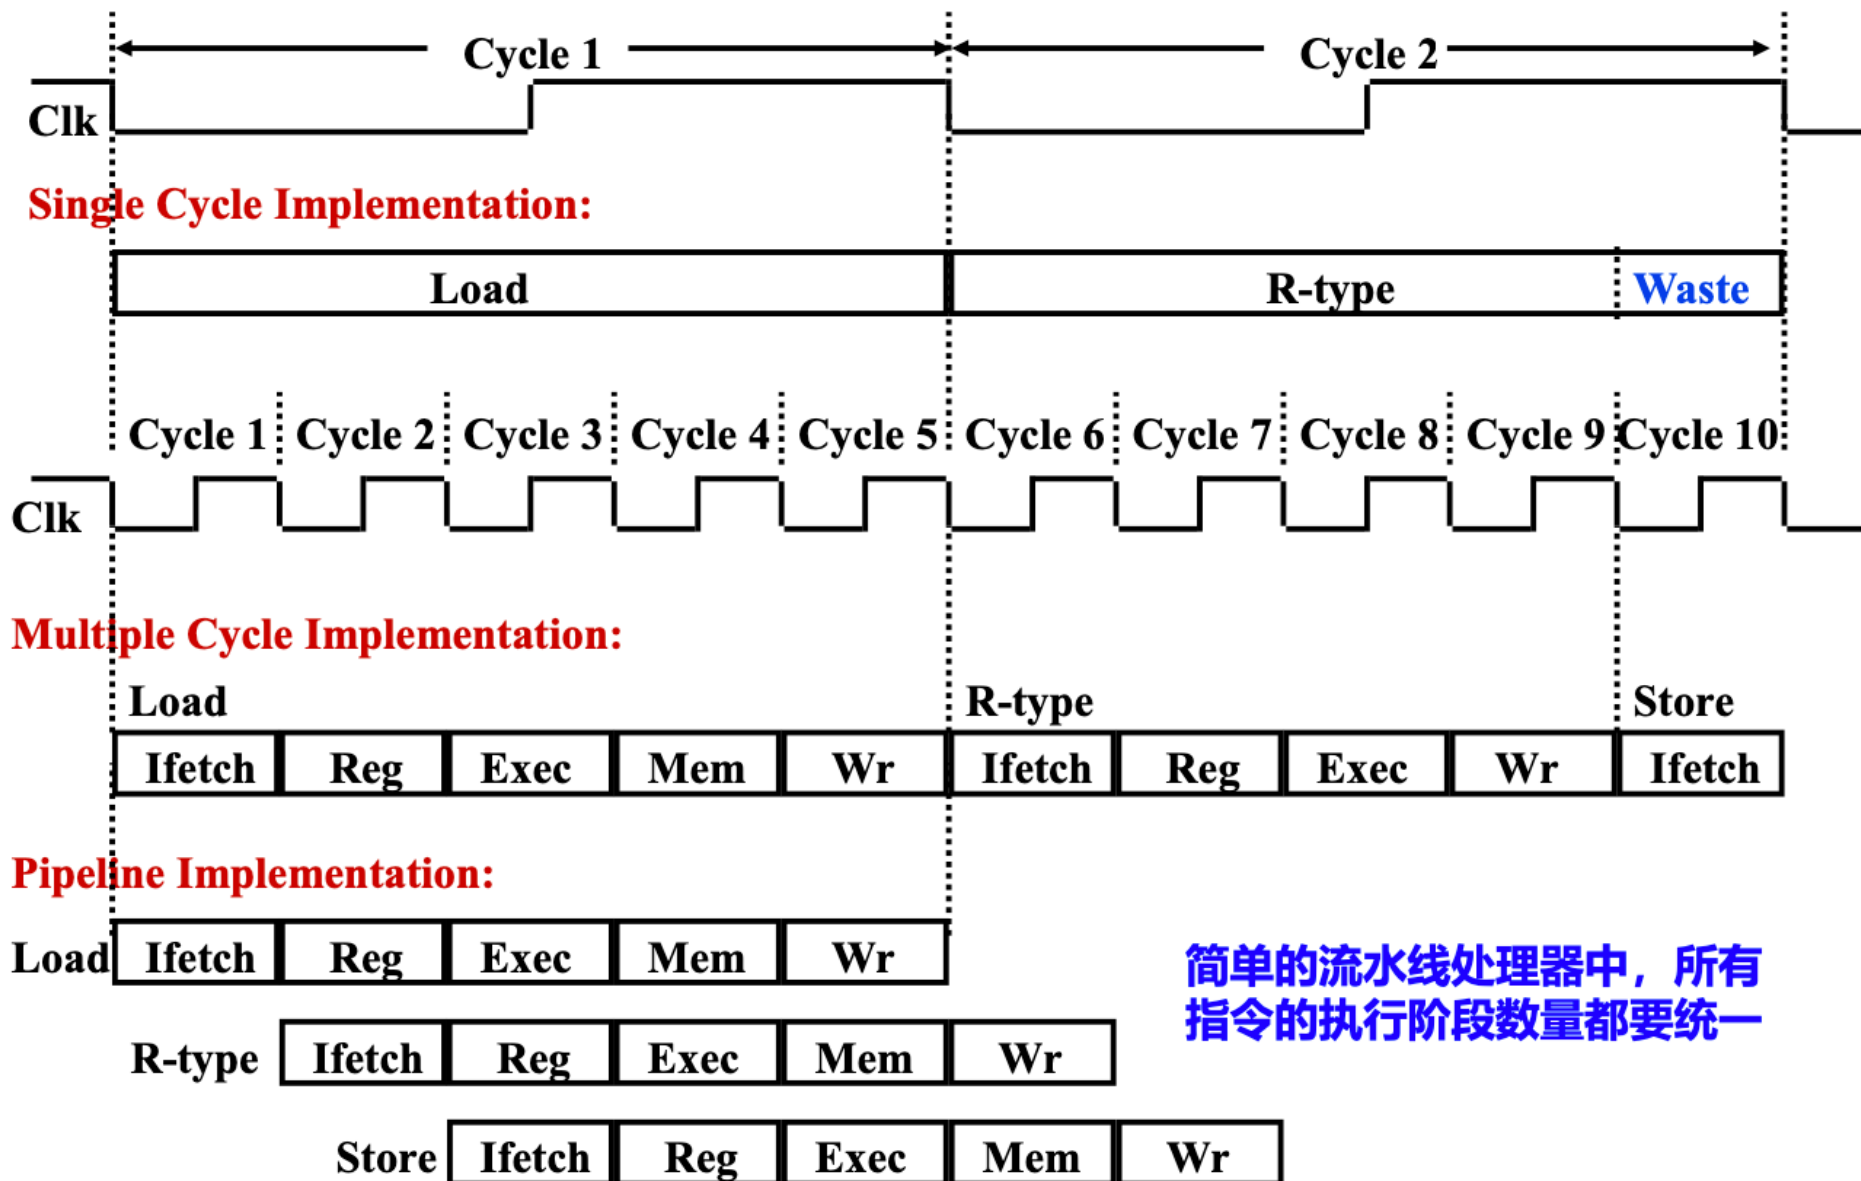 Cycle 1 Cycle 2
Clk
Single Cycle Implementation:
Load R-type Waste
Cycle 1 Cycle 2 Cycle 3 Cycle 4 Cycle 5 Cycle 6 Cycle 7 Cycle 8 Cycle 9 Cycle 10
Clk
Multiple Cycle Implementation:
Load R-type Store
Ifetch Reg Exec Mem Wr Ifetch Reg Exec Wr Ifetch
Pipeline Implementation:
Load Ifetch Reg Exec Mem Wr
简单的流水线处理器中，所有
指令的执行阶段数量都要统一
R-type Ifetch Reg Exec Mem Wr
Store Ifetch Reg Exec Mem Wr